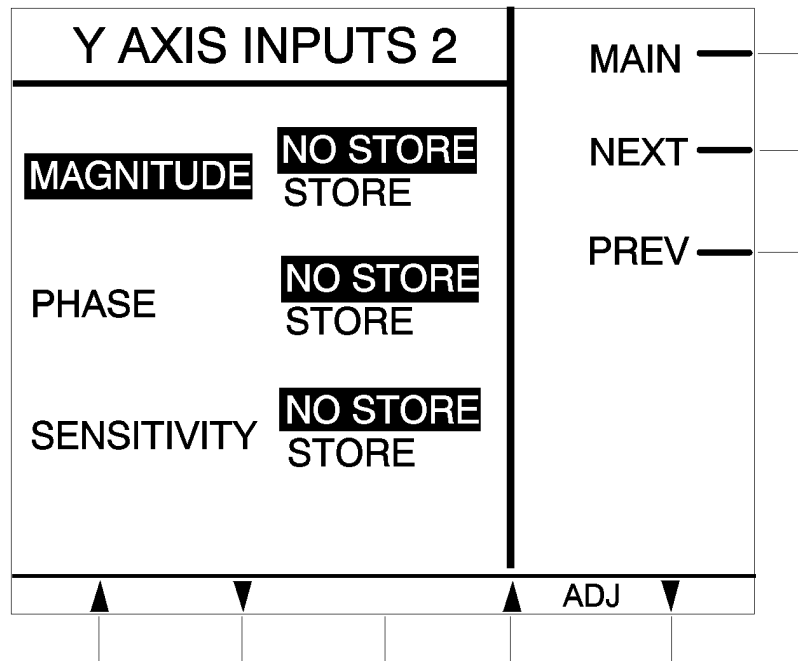 Y AXIS INPUTS 2
MAIN
NEXT
PREV
MAGNITUDE
NO STORE
STORE
PHASE
NO STORE
STORE
SENSITIVITY
NO STORE
STORE
ADJ